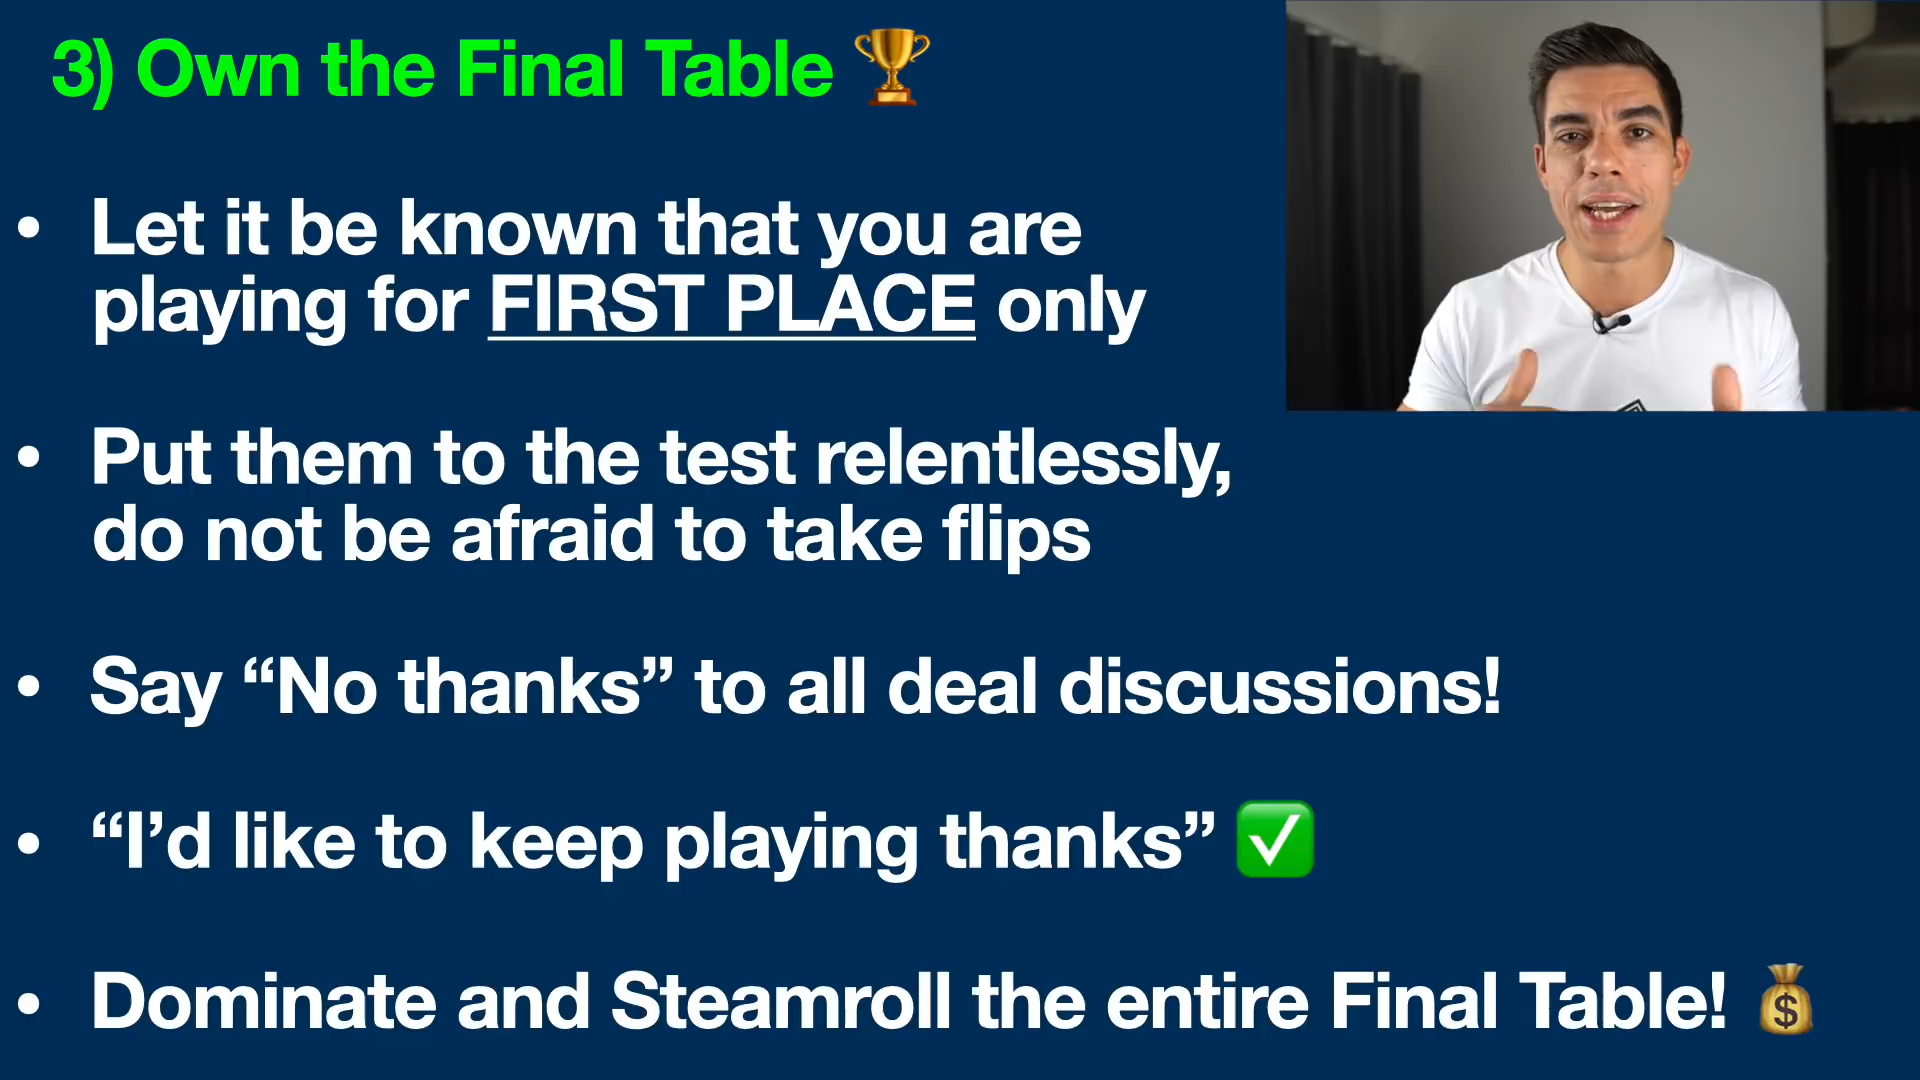 3) Own the Final Table 🏆
• Let it be known that you are
playing for FIRST PLACE only
• Put them to the test relentlessly,
do not be afraid to take flips
• Say “No thanks” to all deal discussions!
• “I’d like to keep playing thanks” ✅
• Dominate and Steamroll the entire Final Table! 💰